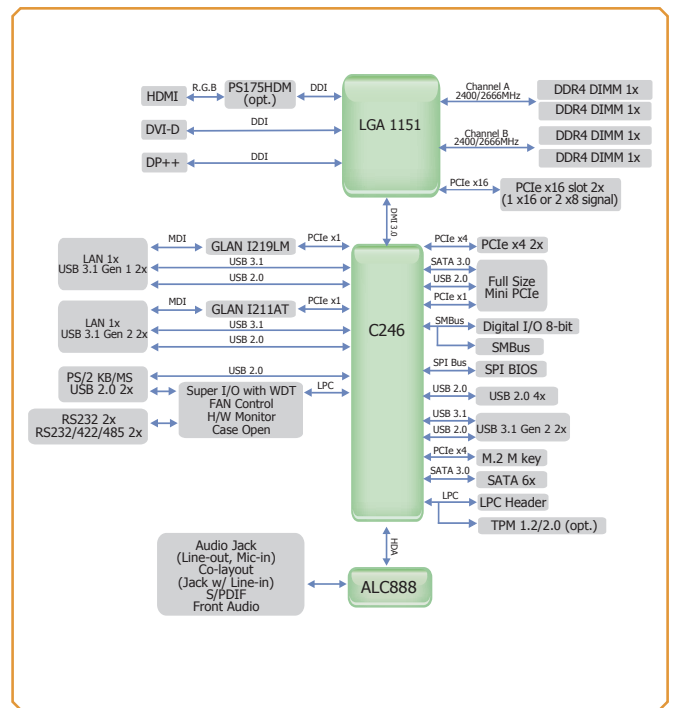 HDMI
R.G.B
PS175HDM
(opt.)
DDI
DVI-D
DDI
DP++
DDI
LGA 1151
Channel A
2400/2666MHz
DDR4 DIMM 1x
DDR4 DIMM 1x
Channel B
2400/2666MHz
DDR4 DIMM 1x
DDR4 DIMM 1x
PCIe x16
PCIe x16 slot 2x
(1 x16 or 2 x8 signal)
DMI 3.0
LAN 1x
USB 3.1 Gen 1 2x
MDI
GLAN I219LM
PCIe x1
USB 3.1
USB 2.0
LAN 1x
USB 3.1 Gen 2 2x
MDI
GLAN I211AT
PCIe x1
USB 3.1
USB 2.0
PS/2 KB/MS
USB 2.0 2x
USB 2.0
Super I/O with WDT
FAN Control
H/W Monitor
Case Open
LPC
RS232 2x
RS232/422/485 2x
C246
PCIe x4
PCIe x4 2x
SATA 3.0
USB 2.0
PCIe x1
Full Size
Mini PCIe
SMBus
Digital I/O 8-bit
SMBus
SPI Bus
SPI BIOS
USB 2.0
USB 2.0 4x
USB 3.1
USB 2.0
USB 3.1 Gen 2 2x
PCIe x4
M.2 M key
SATA 3.0
SATA 6x
LPC
LPC Header
TPM 1.2/2.0 (opt.)
HDA
Audio Jack
(Line-out, Mic-in)
Co-layout
(Jack w/ Line-in)
S/PDIF
Front Audio
ALC888